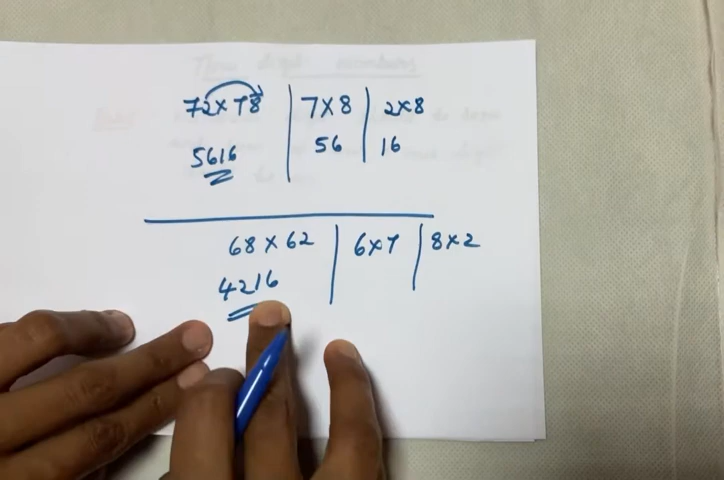 72×78 | 7×8 | 2×8
5616 | 56 | 16
68×62 | 6×7 | 8×2
4216